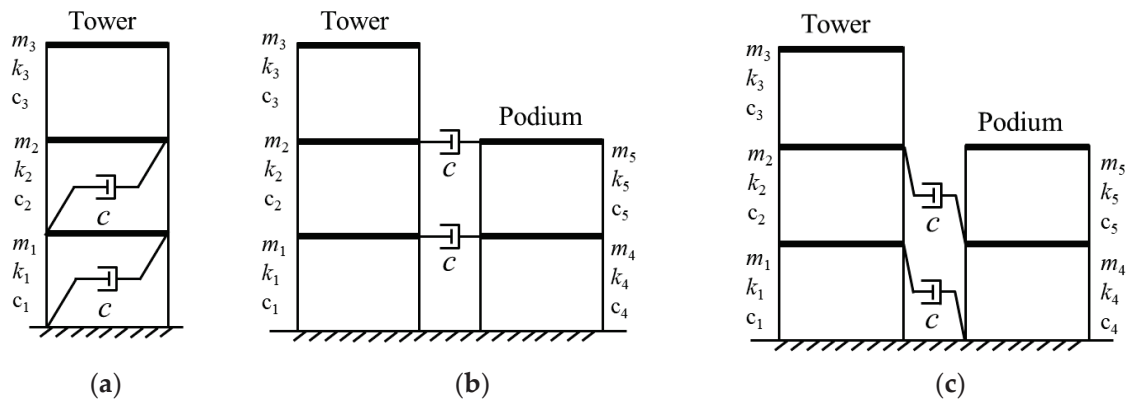 Tower
m₃
k₃
c₃
m₂
k₂
c₂
c
m₁
k₁
c₁
c
(a)
Tower
m₃
k₃
c₃
Podium
m₂
k₂
c₂
c
m₅
k₅
c₅
m₁
k₁
c₁
c
m₄
k₄
c₄
(b)
Tower
m₃
k₃
c₃
Podium
m₂
k₂
c₂
c
m₅
k₅
c₅
m₁
k₁
c₁
c
m₄
k₄
c₄
(c)